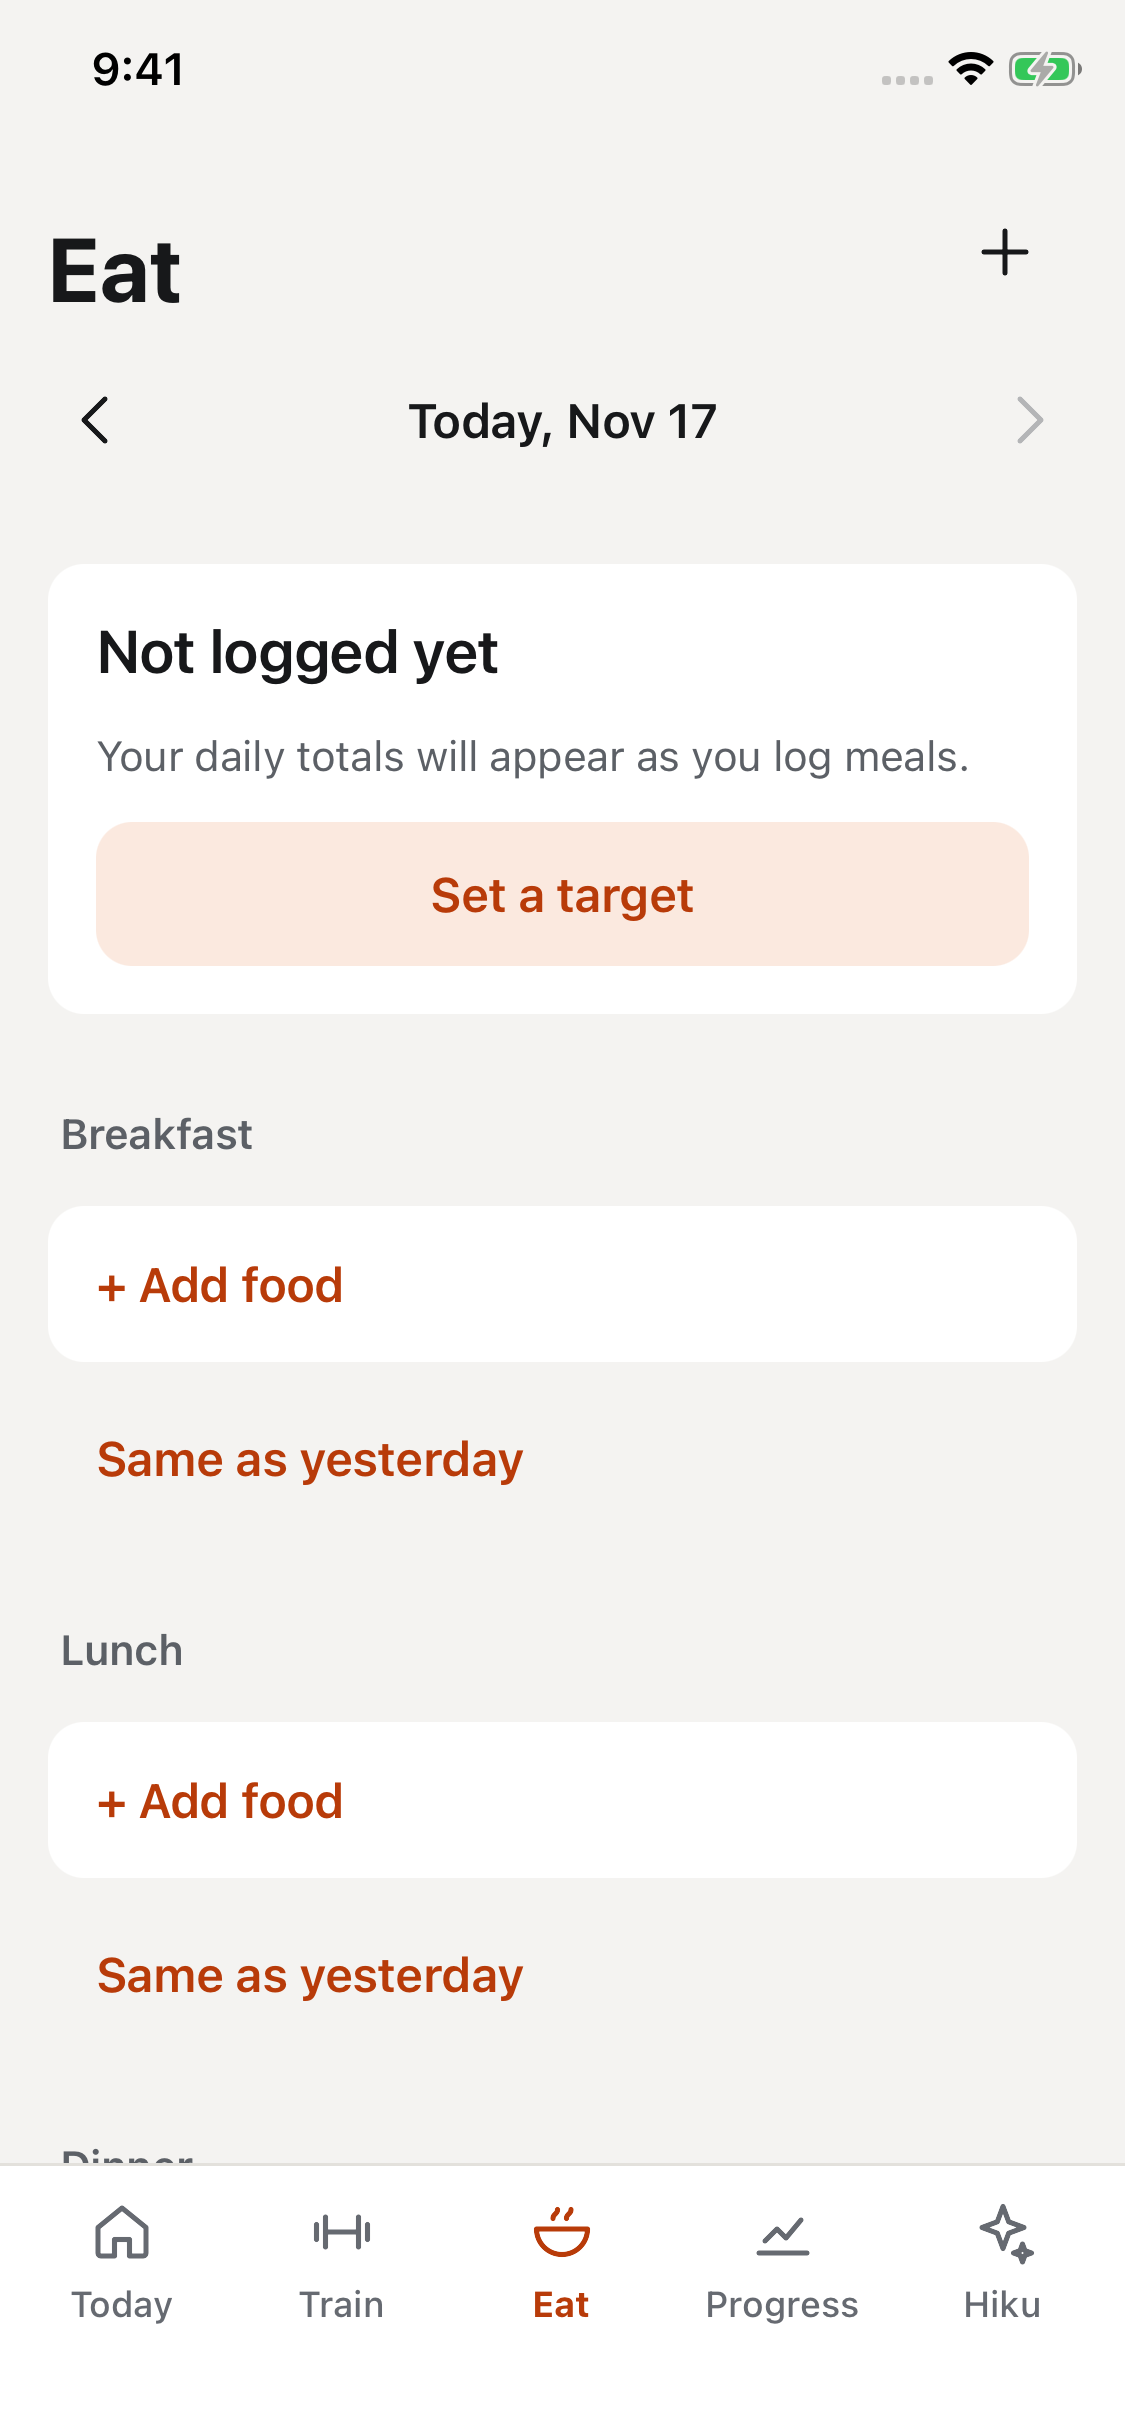 9:41
Eat
Today, Nov 17
Not logged yet
Your daily totals will appear as you log meals.
Set a target
Breakfast
+ Add food
Same as yesterday
Lunch
+ Add food
Same as yesterday
Dinner
Today
Train
Eat
Progress
Hiku